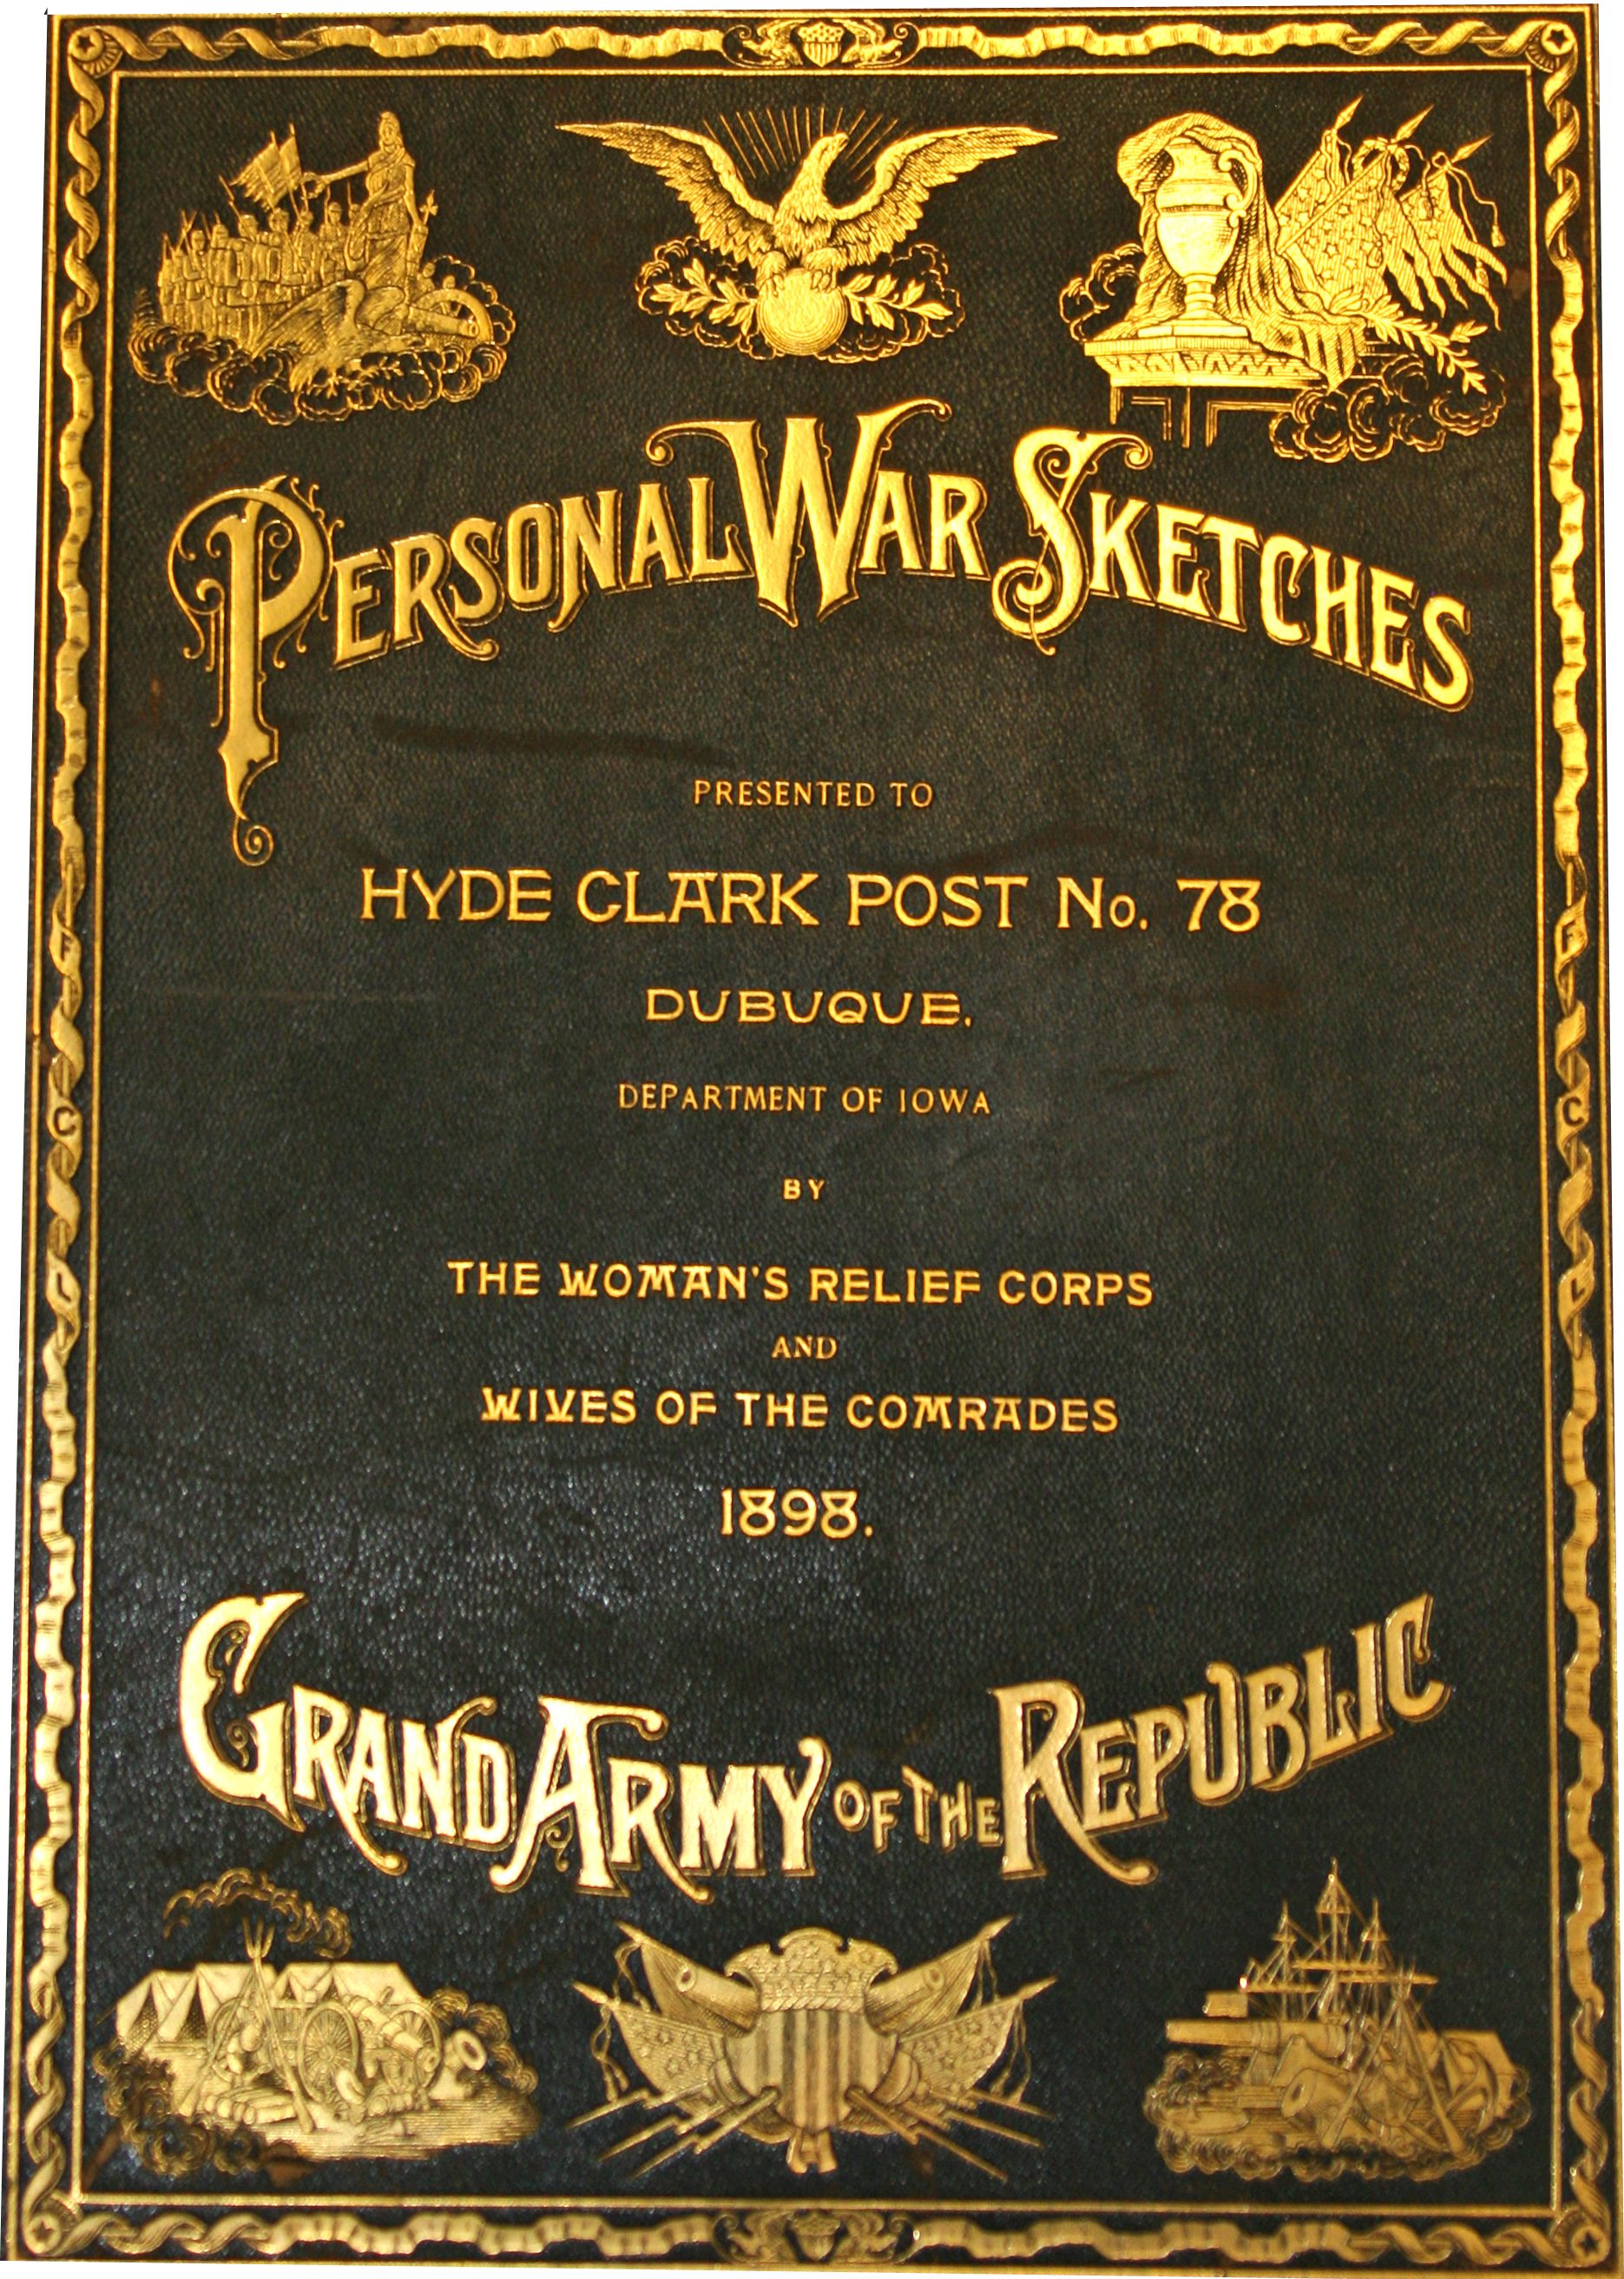 PERSONAL WAR SKETCHES
PRESENTED TO
HYDE CLARK POST No. 78
DUBUQUE.
DEPARTMENT OF IOWA
BY
THE WOMAN'S RELIEF CORPS
AND
WIVES OF THE COMRADES
1898.
GRAND ARMY OF THE REPUBLIC
F
C
L
F
C
L